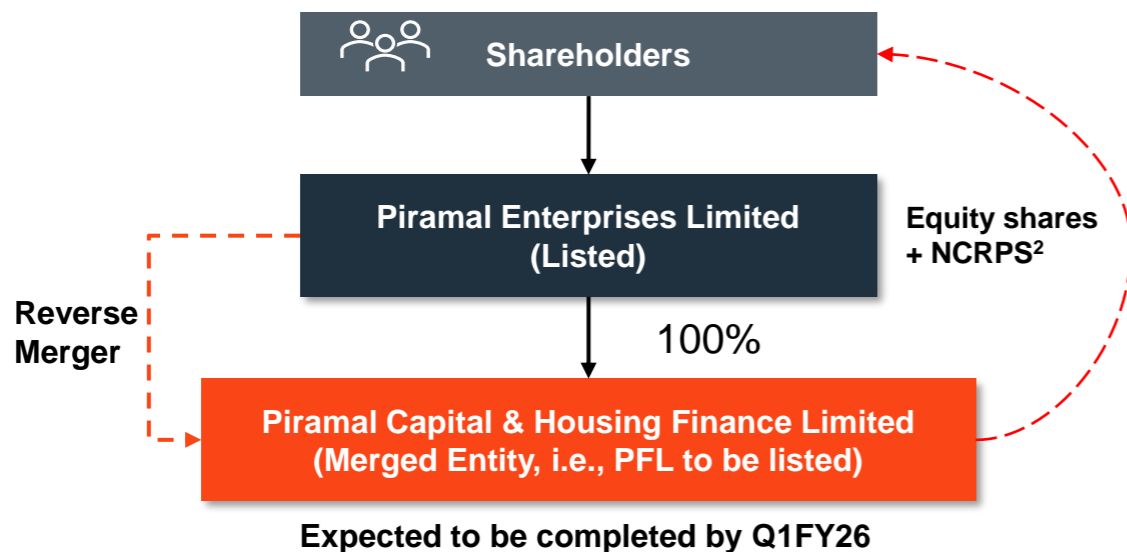 Shareholders
Piramal Enterprises Limited
(Listed)
Equity shares
+ NCRPS²
Reverse
Merger
100%
Piramal Capital & Housing Finance Limited
(Merged Entity, i.e., PFL to be listed)
Expected to be completed by Q1FY26